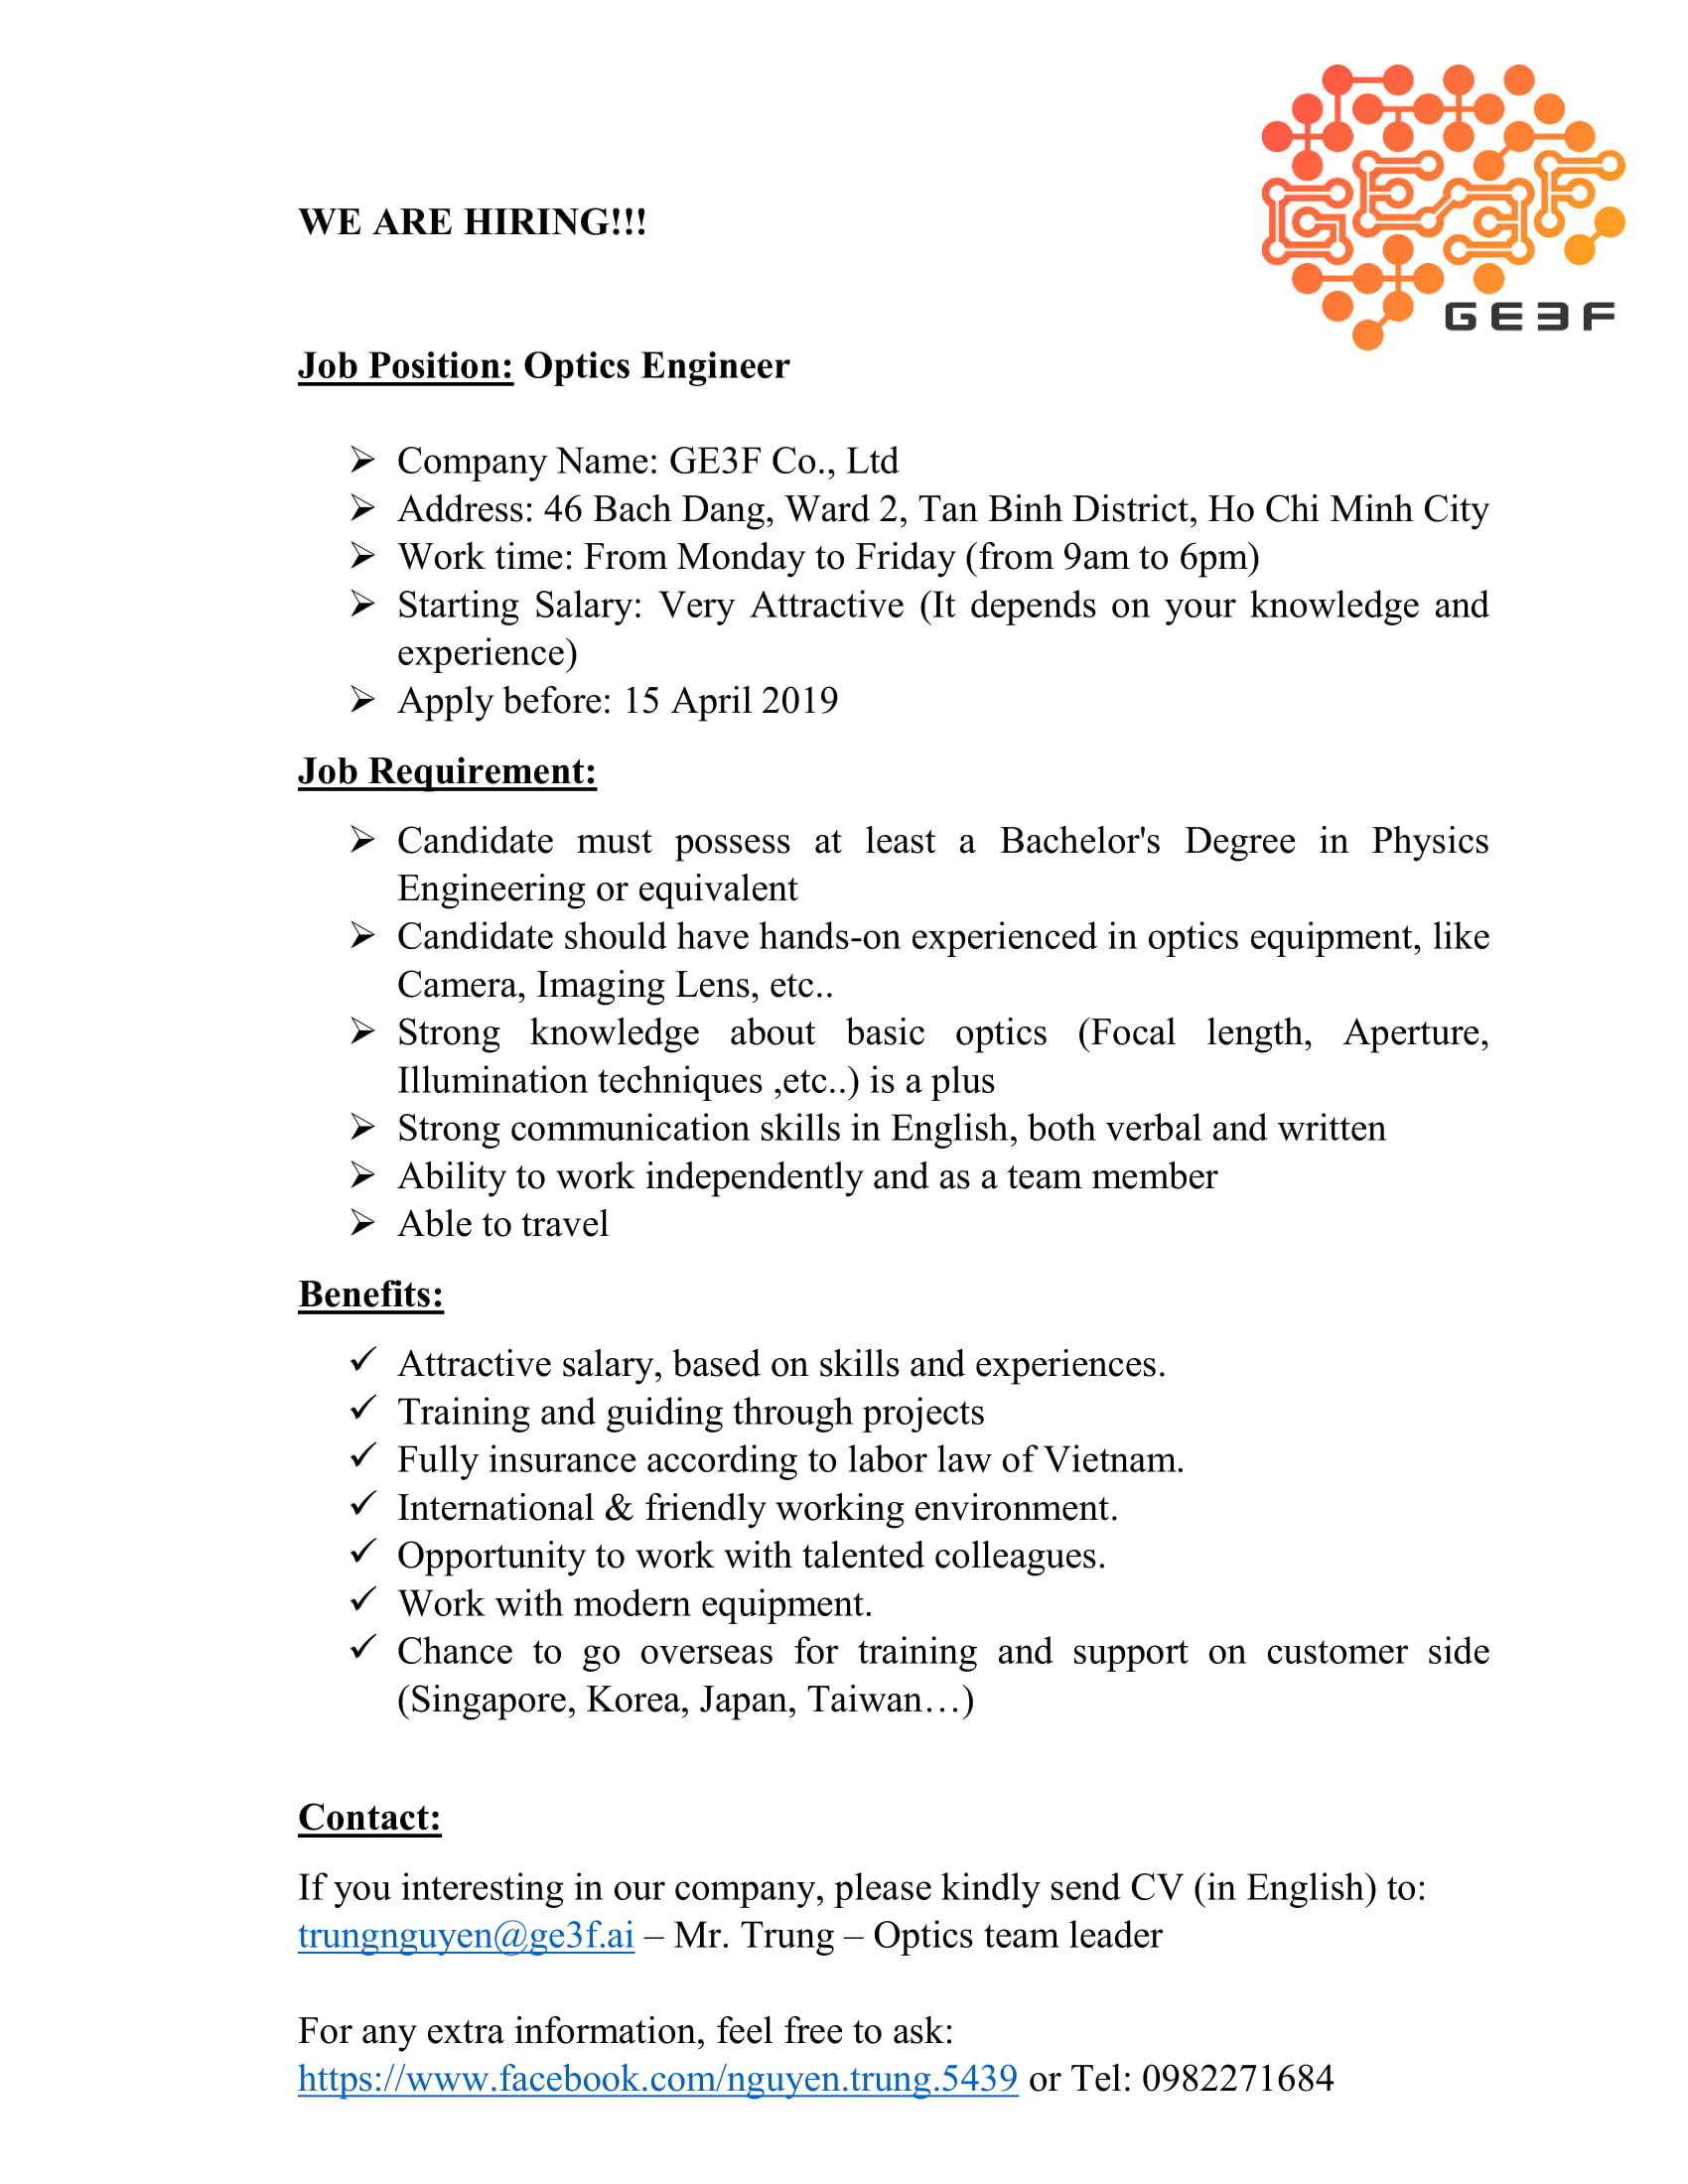 GE3F
GE3F
WE ARE HIRING!!!
Job Position: Optics Engineer
Company Name: GE3F Co., Ltd
Address: 46 Bach Dang, Ward 2, Tan Binh District, Ho Chi Minh City
Work time: From Monday to Friday (from 9am to 6pm)
Starting Salary: Very Attractive (It depends on your knowledge and
experience)
Apply before: 15 April 2019
Job Requirement:
Candidate must possess at least a Bachelor's Degree in Physics
Engineering or equivalent
Candidate should have hands-on experienced in optics equipment, like
Camera, Imaging Lens, etc..
Strong knowledge about basic optics (Focal length, Aperture,
Illumination techniques ,etc..) is a plus
Strong communication skills in English, both verbal and written
Ability to work independently and as a team member
Able to travel
Benefits:
Attractive salary, based on skills and experiences.
Training and guiding through projects
Fully insurance according to labor law of Vietnam.
International & friendly working environment.
Opportunity to work with talented colleagues.
Work with modern equipment.
Chance to go overseas for training and support on customer side
(Singapore, Korea, Japan, Taiwan…)
Contact:
If you interesting in our company, please kindly send CV (in English) to:
trungnguyen@ge3f.ai – Mr. Trung – Optics team leader
For any extra information, feel free to ask:
https://www.facebook.com/nguyen.trung.5439 or Tel: 0982271684